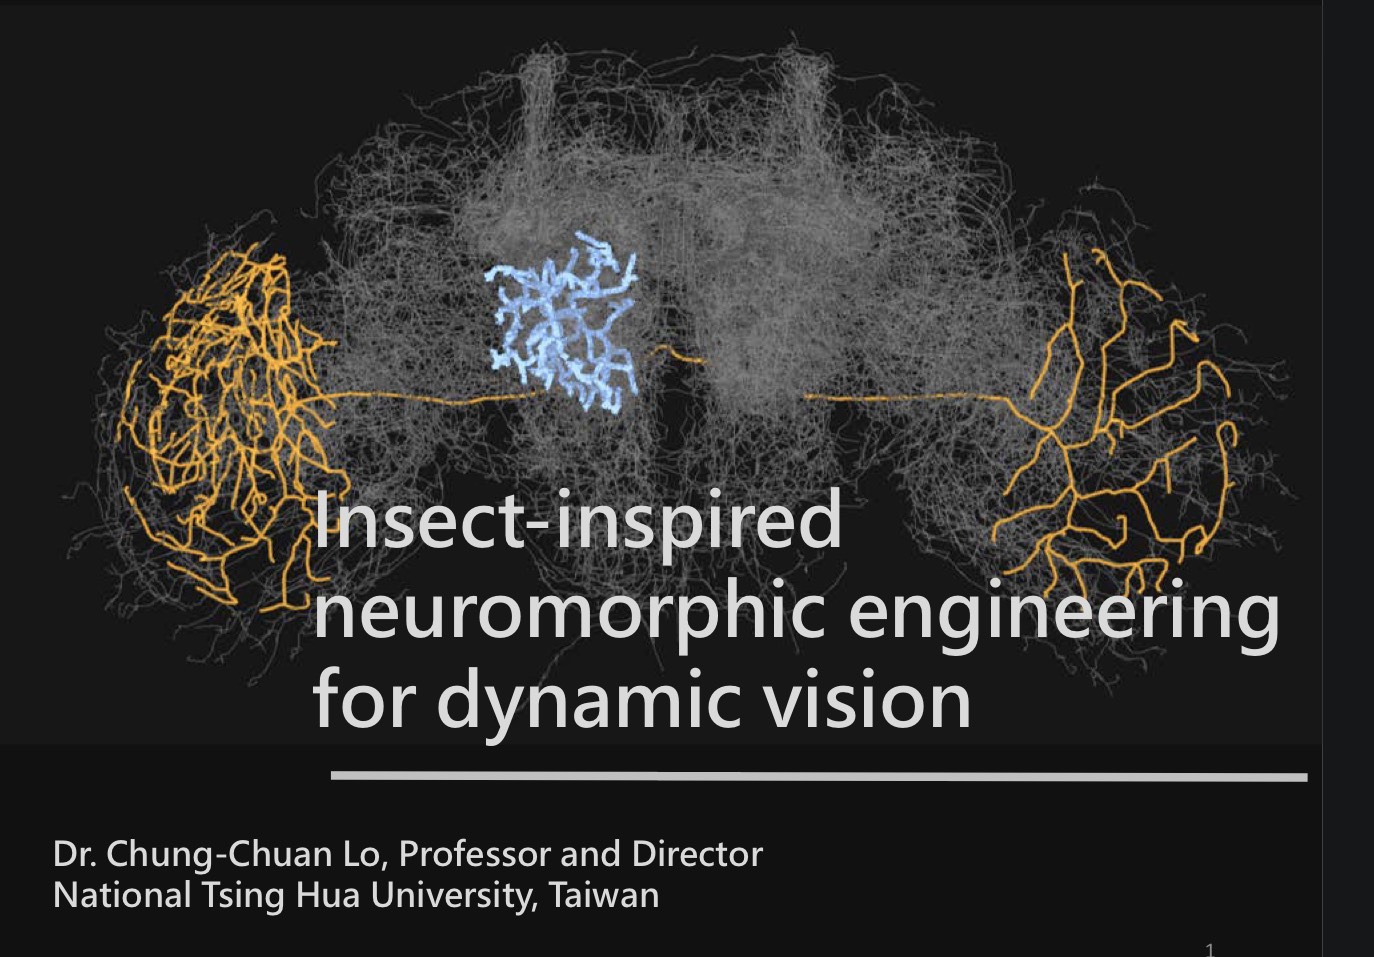 Insect-inspired
neuromorphic engineering
for dynamic vision
Dr. Chung-Chuan Lo, Professor and Director
National Tsing Hua University, Taiwan
1